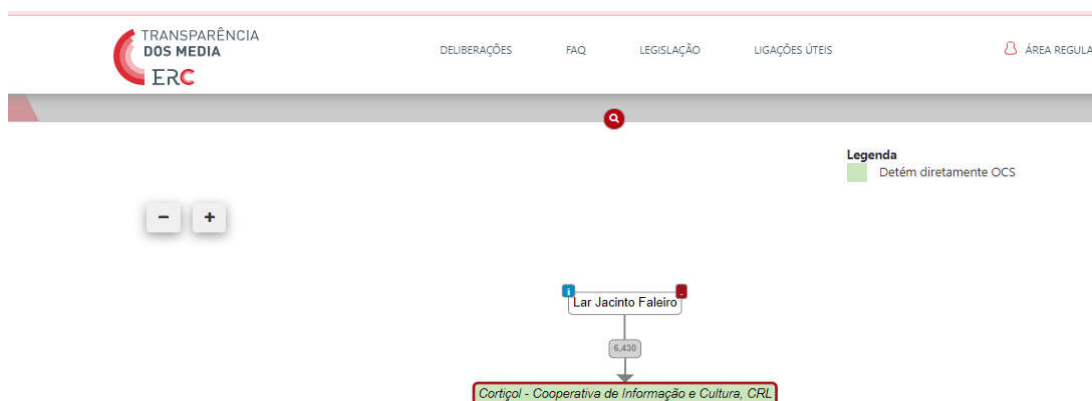 TRANSPARÊNCIA
DOS MEDIA
ERC
DELIBERAÇÕES FAQ LEGISLAÇÃO LIGAÇÕES ÚTEIS ÁREA REGULA
Legenda
Detém diretamente OCS
− +
i -
Lar Jacinto Faleiro
6,430
Cortiçol - Cooperativa de Informação e Cultura, CRL